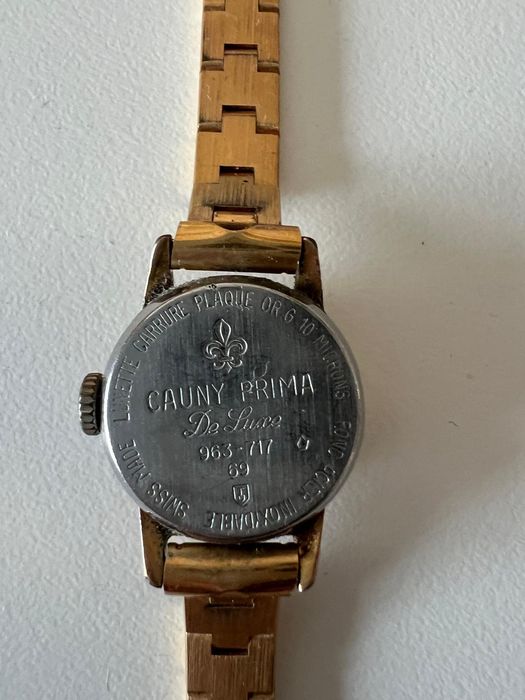 LUNETTE CARRURE PLAQUE OR G 10 MICRONS - FOND ACIER INOXIDABLE
SWISS MADE
CAUNY PRIMA
De Luxe
963-717
69